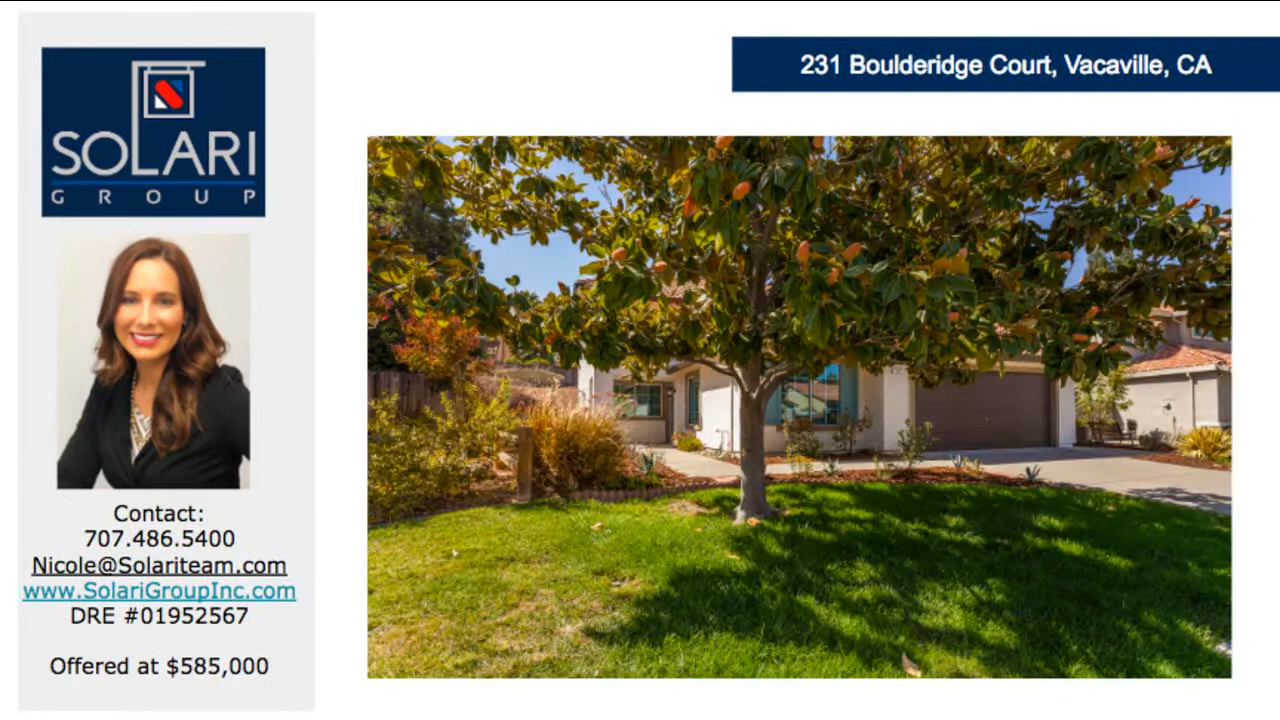 SOLARI
GROUP
231 Boulderidge Court, Vacaville, CA
Contact:
707.486.5400
Nicole@Solariteam.com
www.SolariGroupInc.com
DRE #01952567
Offered at $585,000